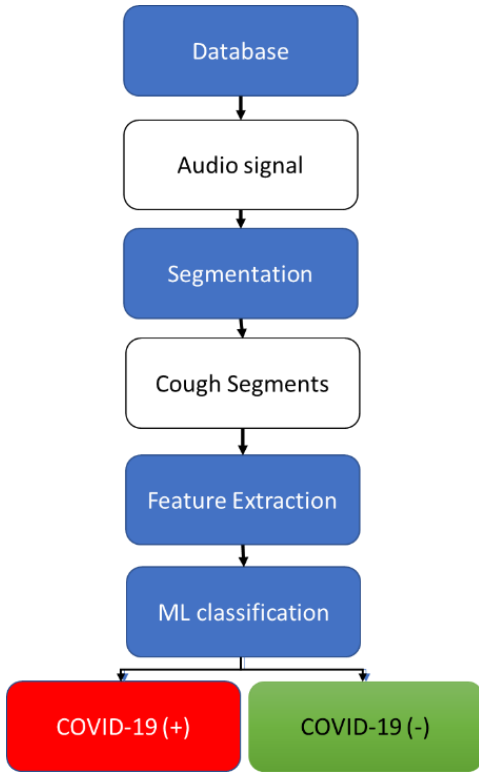 Database
Audio signal
Segmentation
Cough Segments
Feature Extraction
ML classification
COVID-19 (+)
COVID-19 (-)